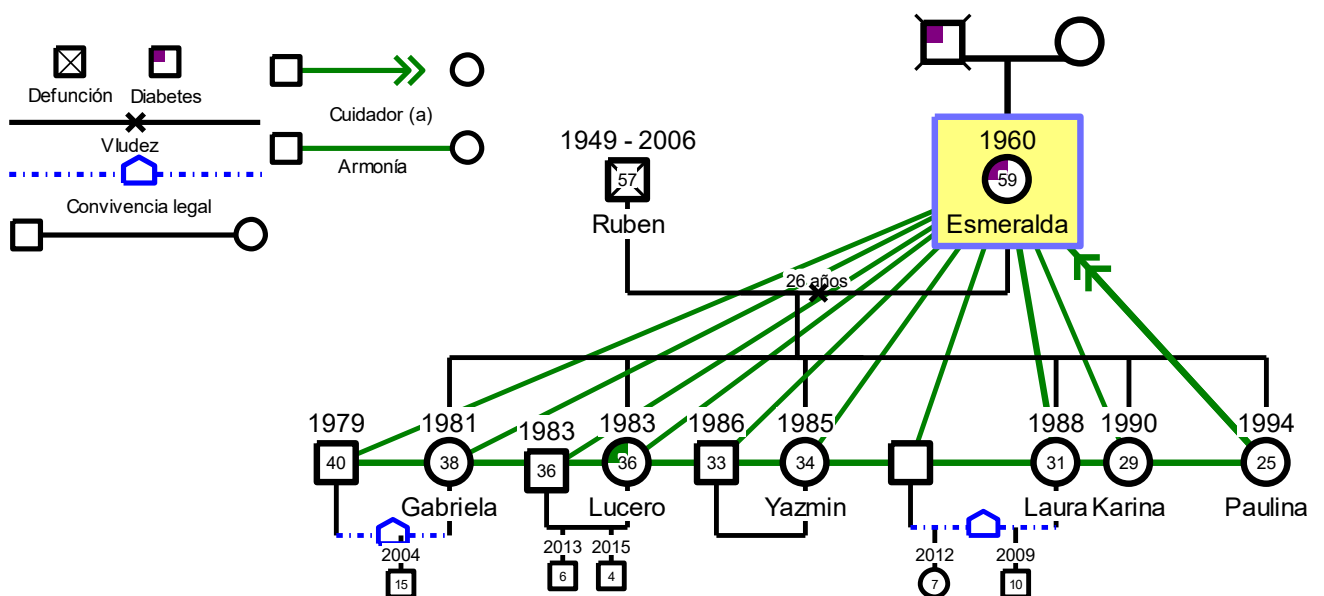 Defunción
Diabetes
Cuidador (a)
VIudez
Armonía
Convivencia legal
1949 - 2006
57
Ruben
1960
59
Esmeralda
26 años
1979
40
1981
38
Gabriela
1983
36
1983
36
Lucero
1986
33
1985
34
Yazmin
1988
31
Laura
1990
29
Karina
1994
25
Paulina
2004
15
2013
6
2015
4
2012
7
2009
10